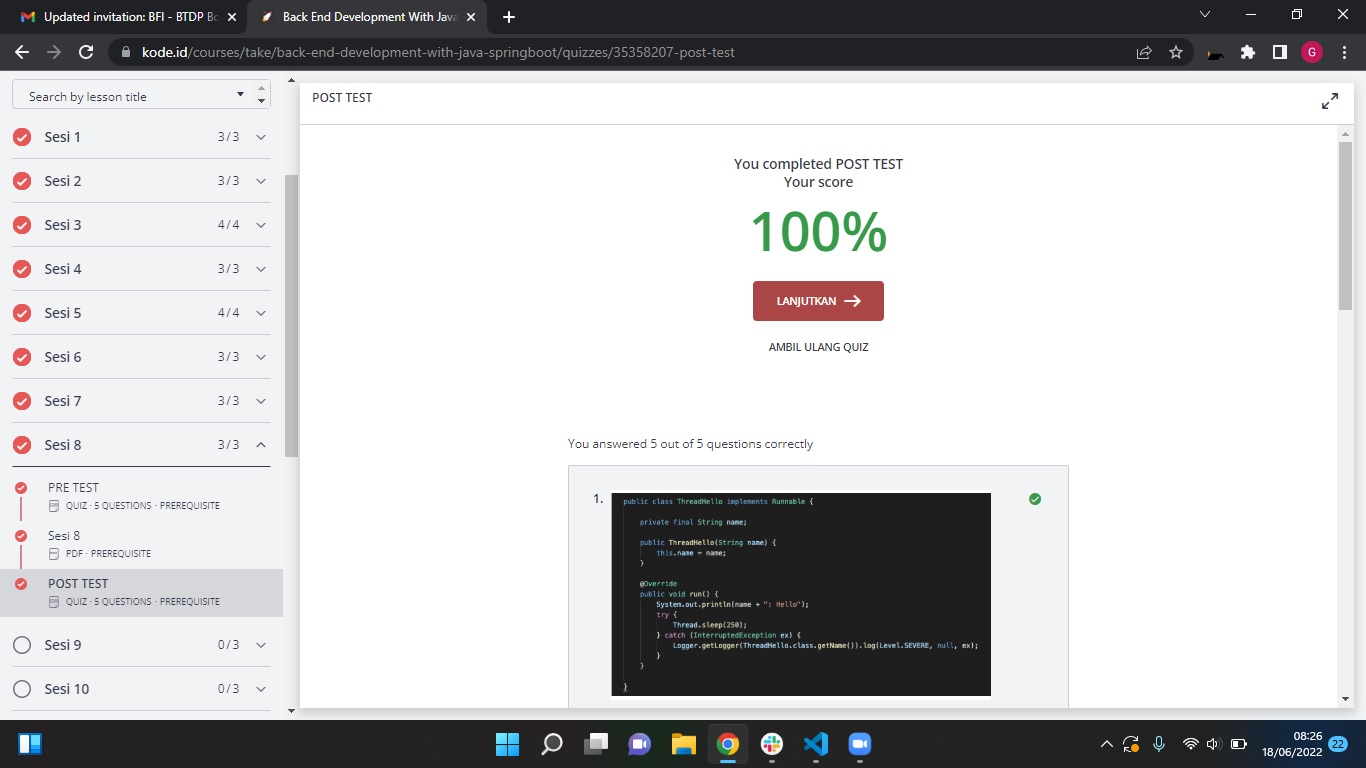 Updated invitation: BFI - BTDP Bo
Back End Development With Java
kode.id/courses/take/back-end-development-with-java-springboot/quizzes/35358207-post-test
G
Search by lesson title
Sesi 1 3 / 3
Sesi 2 3 / 3
Sesi 3 4 / 4
Sesi 4 3 / 3
Sesi 5 4 / 4
Sesi 6 3 / 3
Sesi 7 3 / 3
Sesi 8 3 / 3
PRE TEST
QUIZ · 5 QUESTIONS · PREREQUISITE
Sesi 8
PDF · PREREQUISITE
POST TEST
QUIZ · 5 QUESTIONS · PREREQUISITE
Sesi 9 0 / 3
Sesi 10 0 / 3
POST TEST
You completed POST TEST
Your score
100%
LANJUTKAN
AMBIL ULANG QUIZ
You answered 5 out of 5 questions correctly
1.
public class ThreadHello implements Runnable {
private final String name;
public ThreadHello(String name) {
this.name = name;
}
@Override
public void run() {
System.out.println(name + ": Hello");
try {
Thread.sleep(250);
} catch (InterruptedException ex) {
Logger.getLogger(ThreadHello.class.getName()).log(Level.SEVERE, null, ex);
}
}
}
08:26
18/06/2022
22